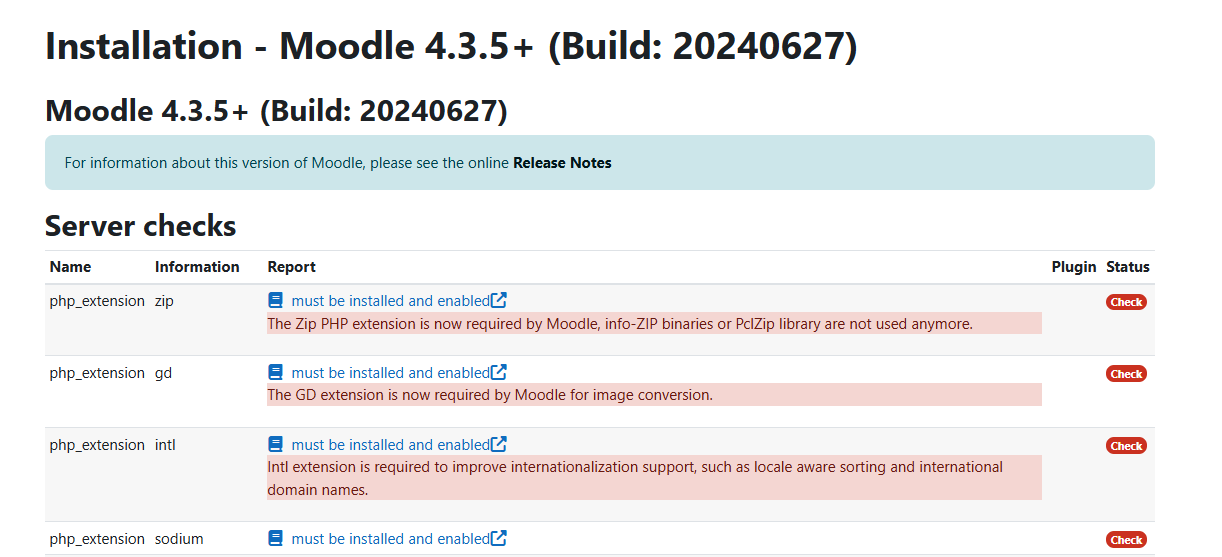 Installation - Moodle 4.3.5+ (Build: 20240627)
Moodle 4.3.5+ (Build: 20240627)
For information about this version of Moodle, please see the online Release Notes
Server checks
Name Information Report Plugin Status
php_extension zip must be installed and enabled Check
The Zip PHP extension is now required by Moodle, info-ZIP binaries or PclZip library are not used anymore.
php_extension gd must be installed and enabled Check
The GD extension is now required by Moodle for image conversion.
php_extension intl must be installed and enabled Check
Intl extension is required to improve internationalization support, such as locale aware sorting and international
domain names.
php_extension sodium must be installed and enabled Check